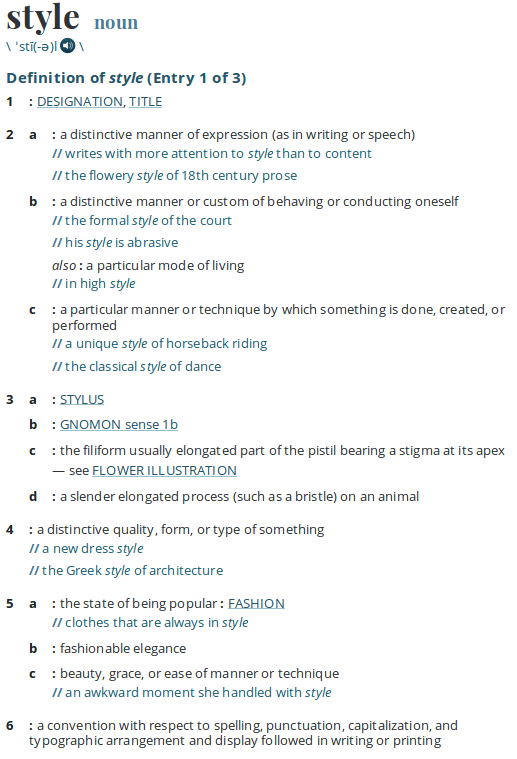 style noun
\ ˈstī(-ə)l \
Definition of style (Entry 1 of 3)
1 : DESIGNATION, TITLE
2 a : a distinctive manner of expression (as in writing or speech)
// writes with more attention to style than to content
// the flowery style of 18th century prose
b : a distinctive manner or custom of behaving or conducting oneself
// the formal style of the court
// his style is abrasive
also : a particular mode of living
// in high style
c : a particular manner or technique by which something is done, created, or
performed
// a unique style of horseback riding
// the classical style of dance
3 a : STYLUS
b : GNOMON sense 1b
c : the filiform usually elongated part of the pistil bearing a stigma at its apex
— see FLOWER ILLUSTRATION
d : a slender elongated process (such as a bristle) on an animal
4 : a distinctive quality, form, or type of something
// a new dress style
// the Greek style of architecture
5 a : the state of being popular : FASHION
// clothes that are always in style
b : fashionable elegance
c : beauty, grace, or ease of manner or technique
// an awkward moment she handled with style
6 : a convention with respect to spelling, punctuation, capitalization, and
typographic arrangement and display followed in writing or printing